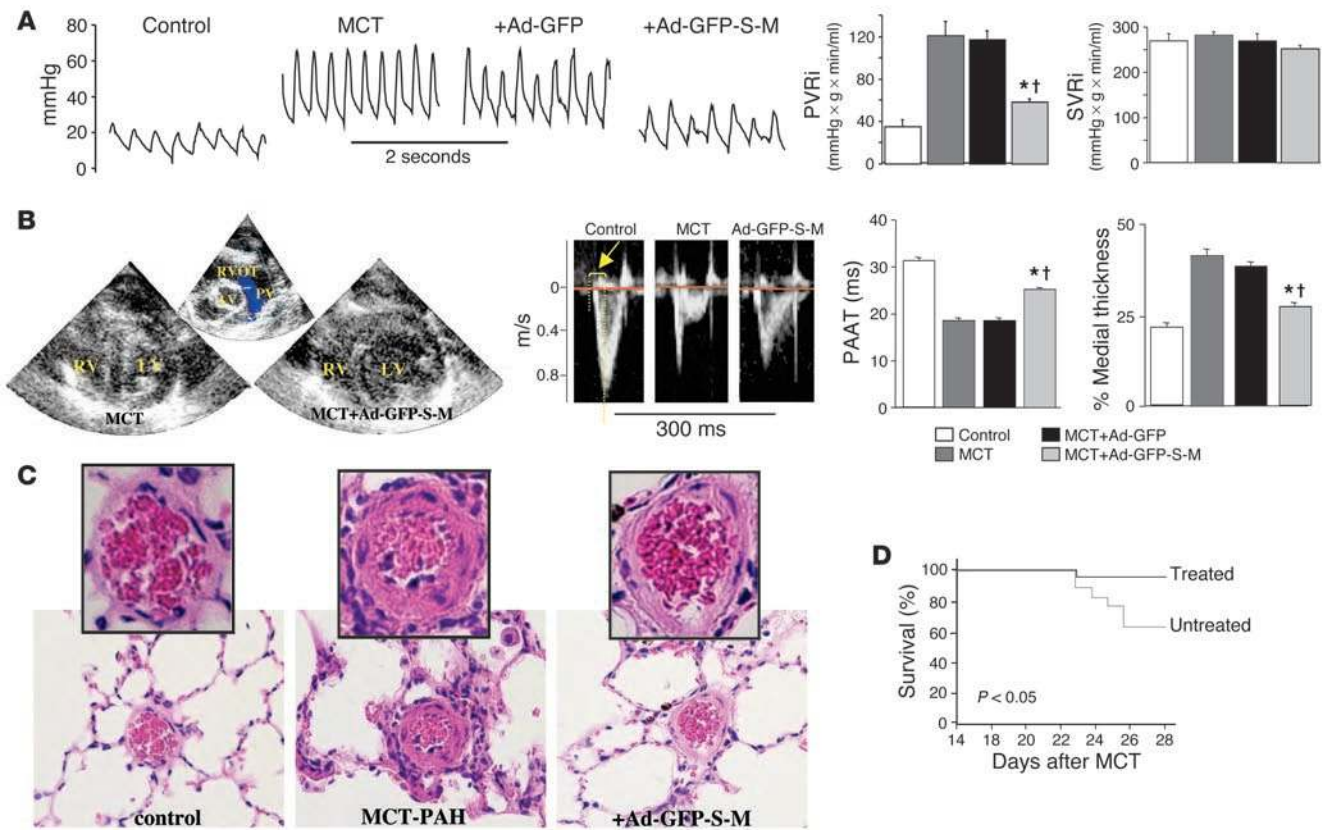 A
Control
MCT
+Ad-GFP
+Ad-GFP-S-M
mmHg
80
60
40
20
0
2 seconds
PVRi
(mmHg × g × min/ml)
120
80
40
0
*†
SVRi
(mmHg × g × min/ml)
300
200
100
0
B
RVOT
PV
RV
MCT
RV
LV
MCT+Ad-GFP-S-M
Control
MCT
Ad-GFP-S-M
m/s
0
0.4
0.8
300 ms
PAAT (ms)
40
30
20
10
0
*†
% Medial thickness
50
25
0
*†
Control
MCT+Ad-GFP
MCT
MCT+Ad-GFP-S-M
C
control
MCT-PAH
+Ad-GFP-S-M
D
Survival (%)
100
80
60
40
20
0
Treated
Untreated
P < 0.05
14 18 20 22 24 26 28
Days after MCT